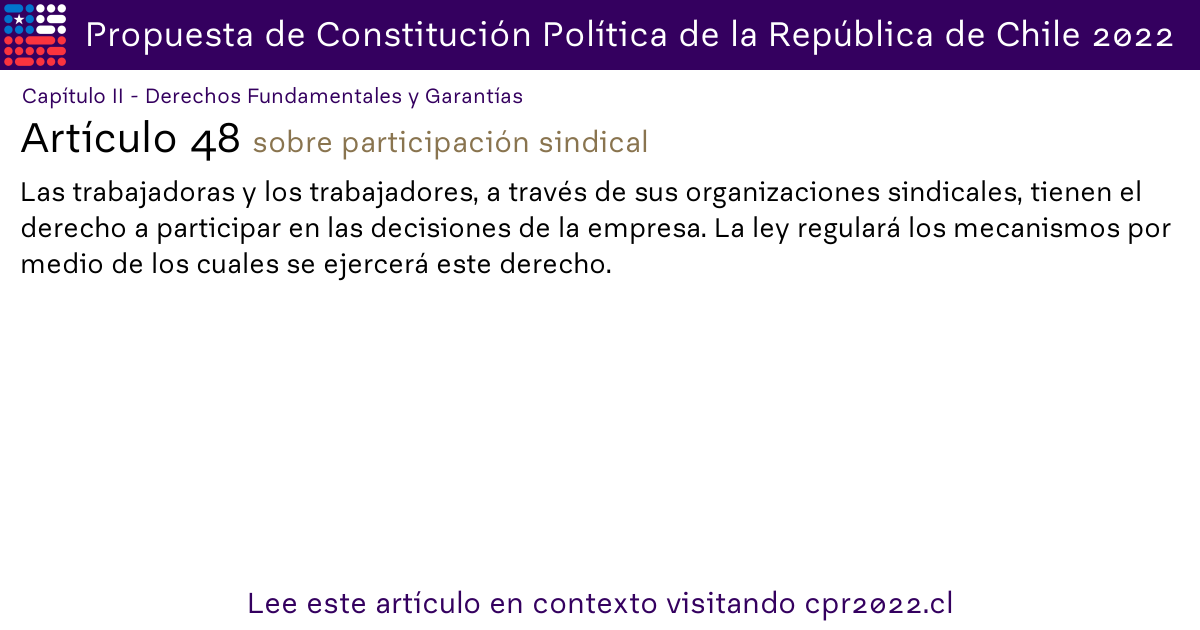 Propuesta de Constitución Política de la República de Chile 2022
Capítulo II - Derechos Fundamentales y Garantías
Artículo 48 sobre participación sindical
Las trabajadoras y los trabajadores, a través de sus organizaciones sindicales, tienen el
derecho a participar en las decisiones de la empresa. La ley regulará los mecanismos por
medio de los cuales se ejercerá este derecho.
Lee este artículo en contexto visitando cpr2022.cl